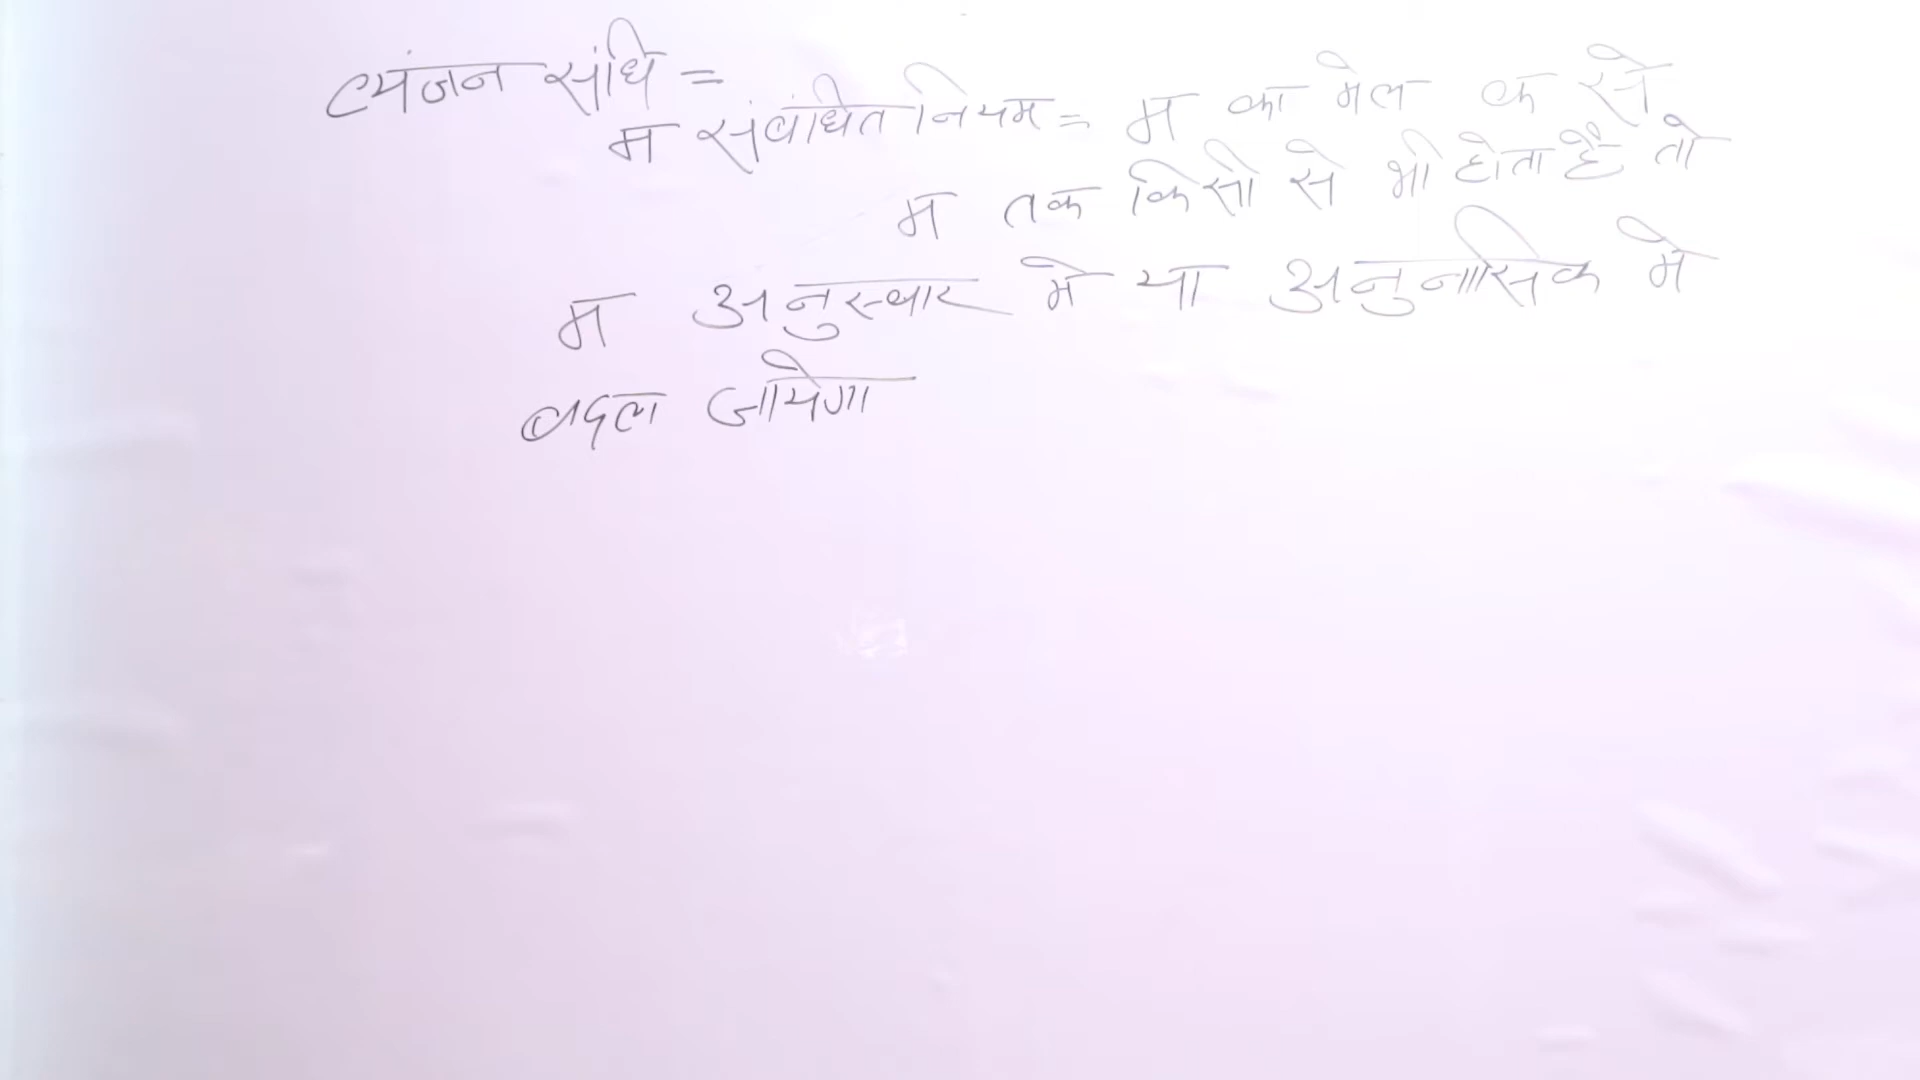 व्यंजन संधि =
म संबंधित नियम = म का मेल क से
म तक किसी से भी होता है तो
म अनुस्वार मे या अनुनासिक मे
बदल जायेगा